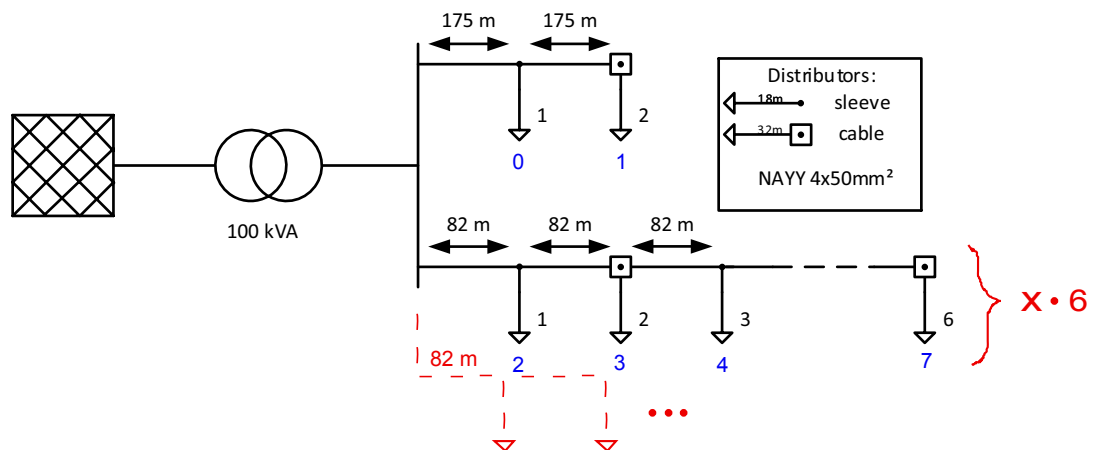 175 m 175 m
Distributors:
18m sleeve
32m cable
NAYY 4x50mm²
1 2
0 1
100 kVA
82 m 82 m 82 m
1 2 3 6
x · 6
82 m 2 3 4 7
...